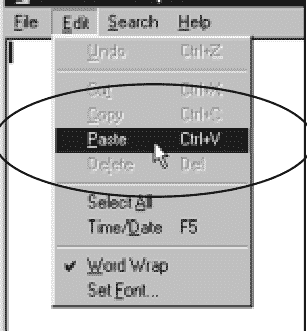 File Edit Search Help
Undo Ctrl+Z
Cut Ctrl+X
Copy Ctrl+C
Paste Ctrl+V
Delete Del
Select All
Time/Date F5
✔ Word Wrap
Set Font...